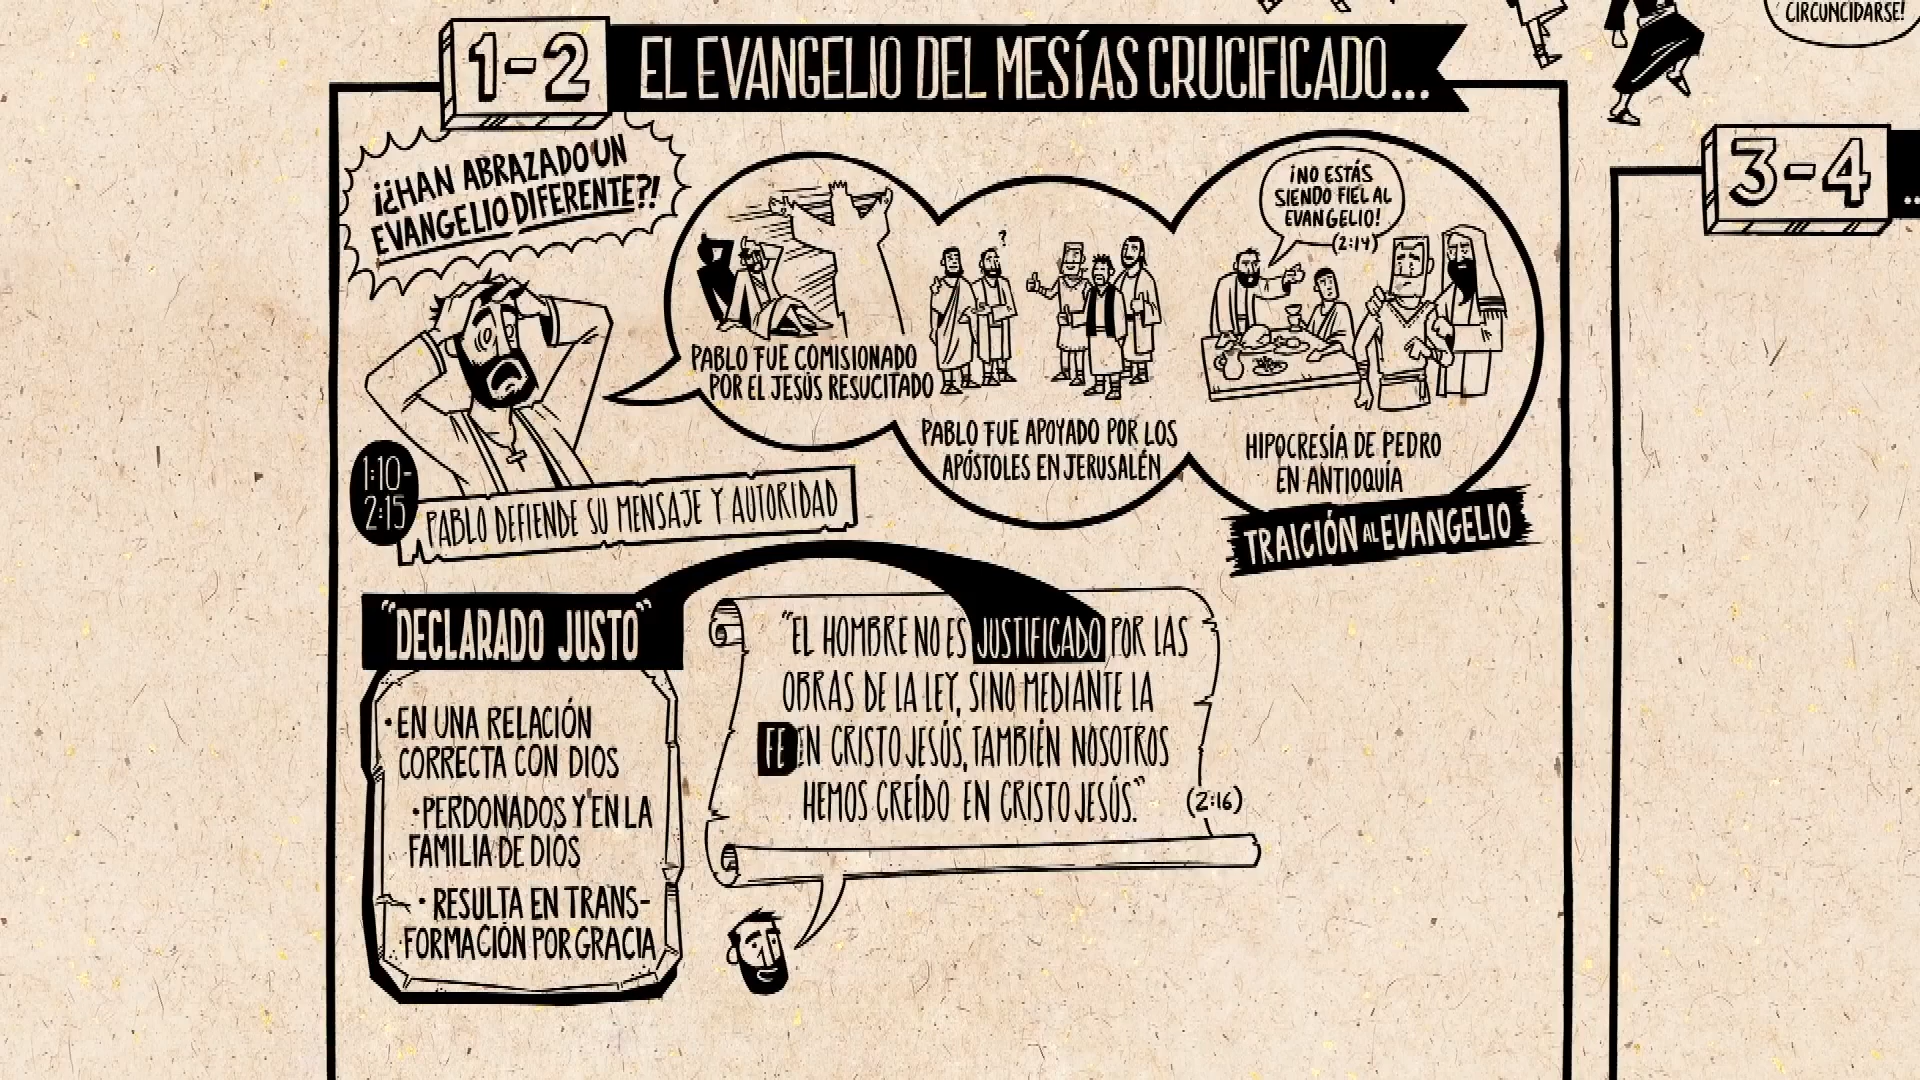 CIRCUNCIDARSE!
1-2
EL EVANGELIO DEL MESÍAS CRUCIFICADO...
3-4
..
¡¿HAN ABRAZADO UN
EVANGELIO DIFERENTE?!
¡NO ESTÁS
SIENDO FIEL AL
EVANGELIO!
(2:14)
?
PABLO FUE COMISIONADO
POR EL JESÚS RESUCITADO
PABLO FUE APOYADO POR LOS
APÓSTOLES EN JERUSALÉN
HIPOCRESÍA DE PEDRO
EN ANTIOQUÍA
TRAICIÓN AL EVANGELIO
1:10-
2:15
PABLO DEFIENDE SU MENSAJE Y AUTORIDAD
"DECLARADO JUSTO"
• EN UNA RELACIÓN
CORRECTA CON DIOS
• PERDONADOS Y EN LA
FAMILIA DE DIOS
• RESULTA EN TRANS-
FORMACIÓN POR GRACIA
"EL HOMBRE NO ES JUSTIFICADO POR LAS
OBRAS DE LA LEY, SINO MEDIANTE LA
FE EN CRISTO JESÚS, TAMBIÉN NOSOTROS
HEMOS CREÍDO EN CRISTO JESÚS."
(2:16)